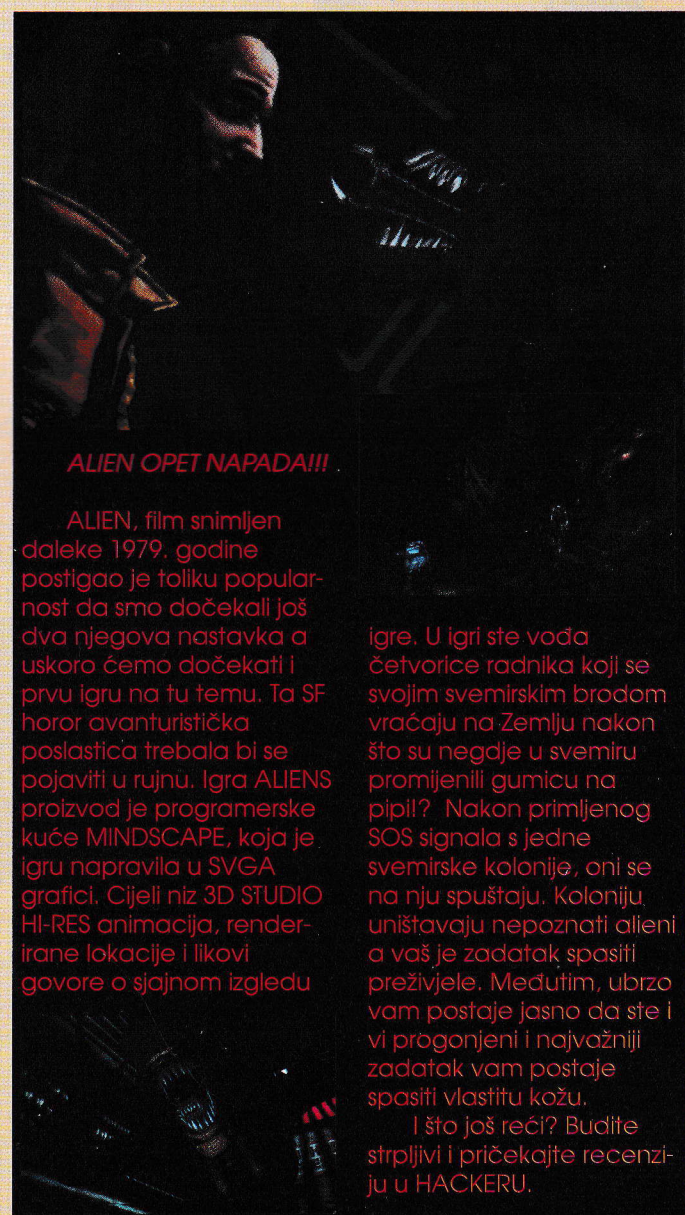 ALIEN OPET NAPADA!!!
ALIEN, film snimljen
daleke 1979. godine
postigao je toliku popular-
nost da smo dočekali još
dva njegova nastavka a
uskoro ćemo dočekati i
prvu igru na tu temu. Ta SF
horor avanturistička
poslastica trebala bi se
pojaviti u rujnu. Igra ALIENS
proizvod je programerske
kuće MINDSCAPE, koja je
igru napravila u SVGA
grafici. Cijeli niz 3D STUDIO
HI-RES animacija, render-
irane lokacije i likovi
govore o sjajnom izgledu
igre. U igri ste vođa
četvorice radnika koji se
svojim svemirskim brodom
vraćaju na Zemlju nakon
što su negdje u svemiru
promijenili gumicu na
pipi!? Nakon primljenog
SOS signala s jedne
svemirske kolonije, oni se
na nju spuštaju. Koloniju
uništavaju nepoznati alieni
a vaš je zadatak spasiti
preživjele. Međutim, ubrzo
vam postaje jasno da ste i
vi progonjeni i najvažniji
zadatak vam postaje
spasiti vlastitu kožu.
I što još reći? Budite
strpljivi i pričekajte recenzi-
ju u HACKERU.